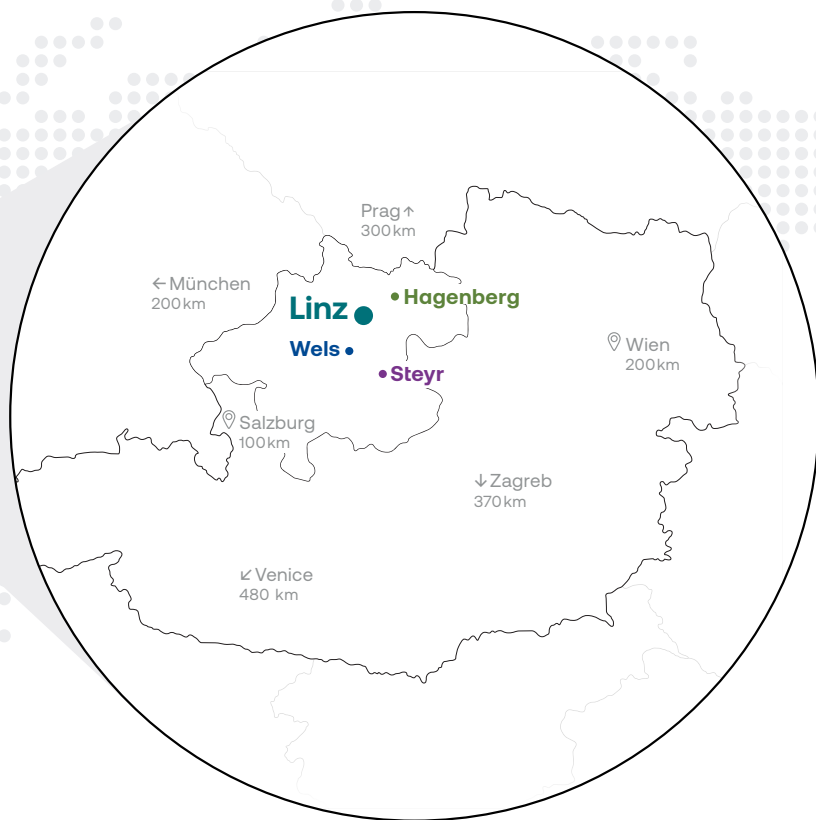 Prag↑
300km
←München
200km
Hagenberg
Linz
Wels
Steyr
Wien
200km
Salzburg
100km
↓Zagreb
370km
↙Venice
480 km